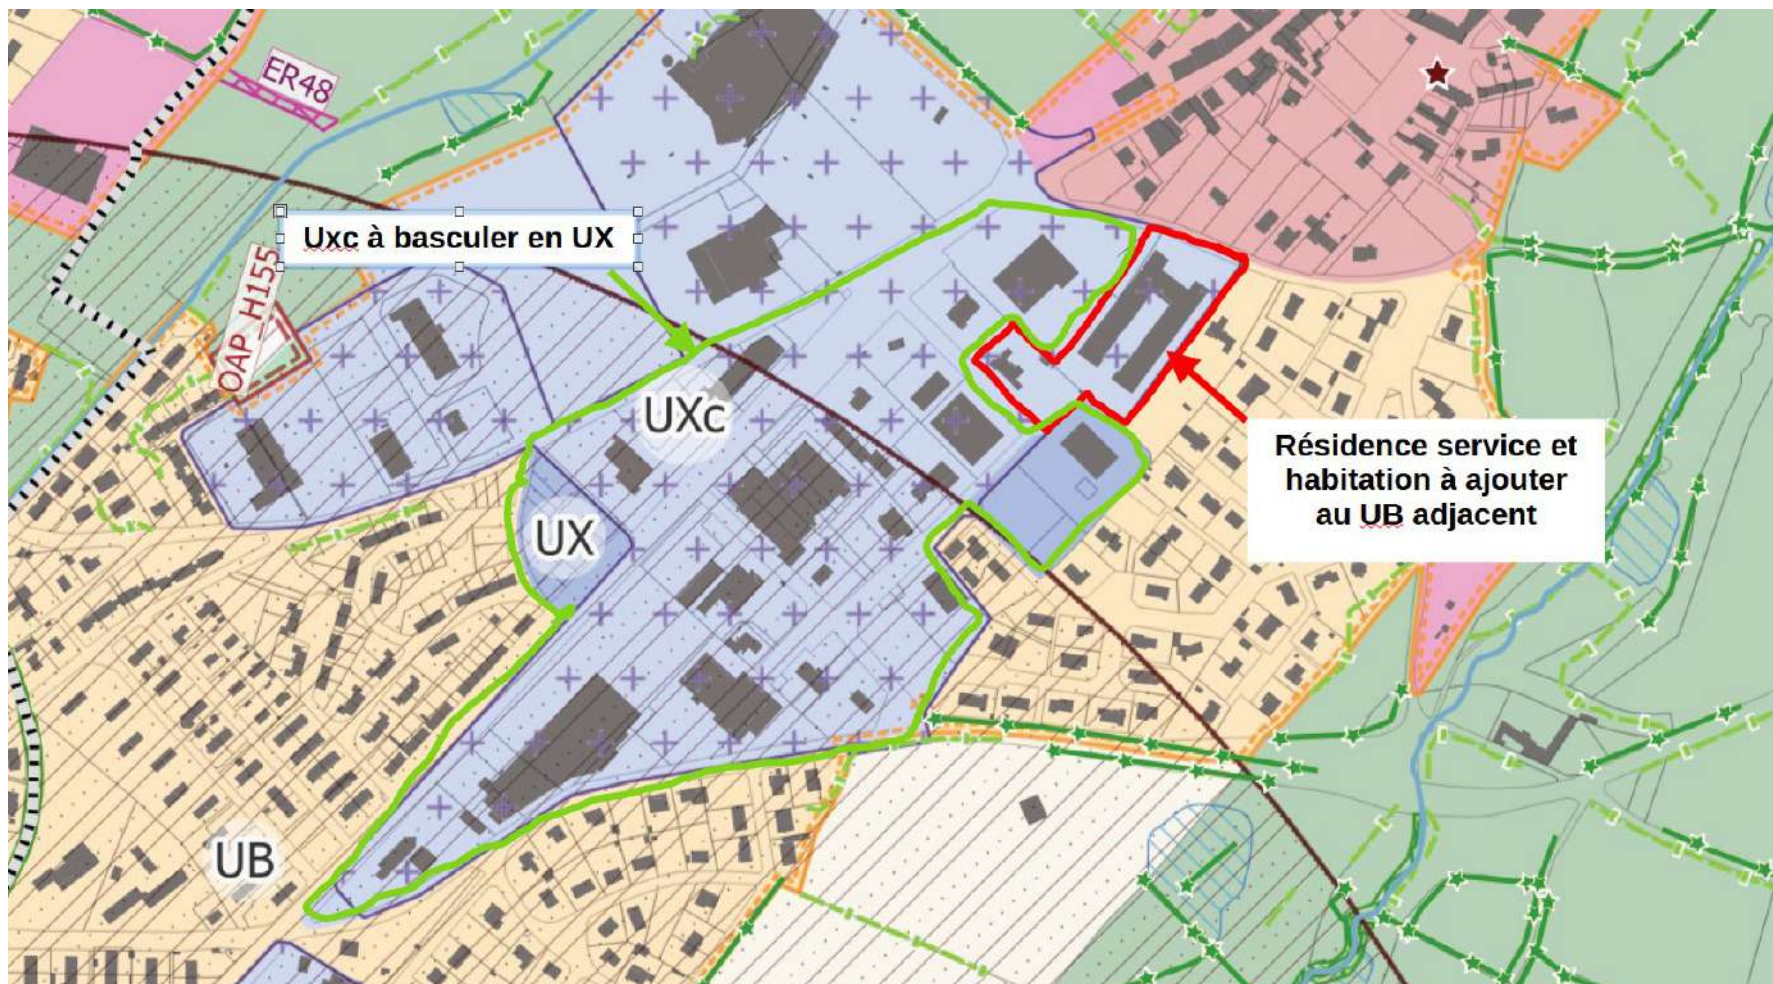 ER48
Uxc à basculer en UX
OAP_H155
UXc
Résidence service et
habitation à ajouter
au UB adjacent
UX
UB